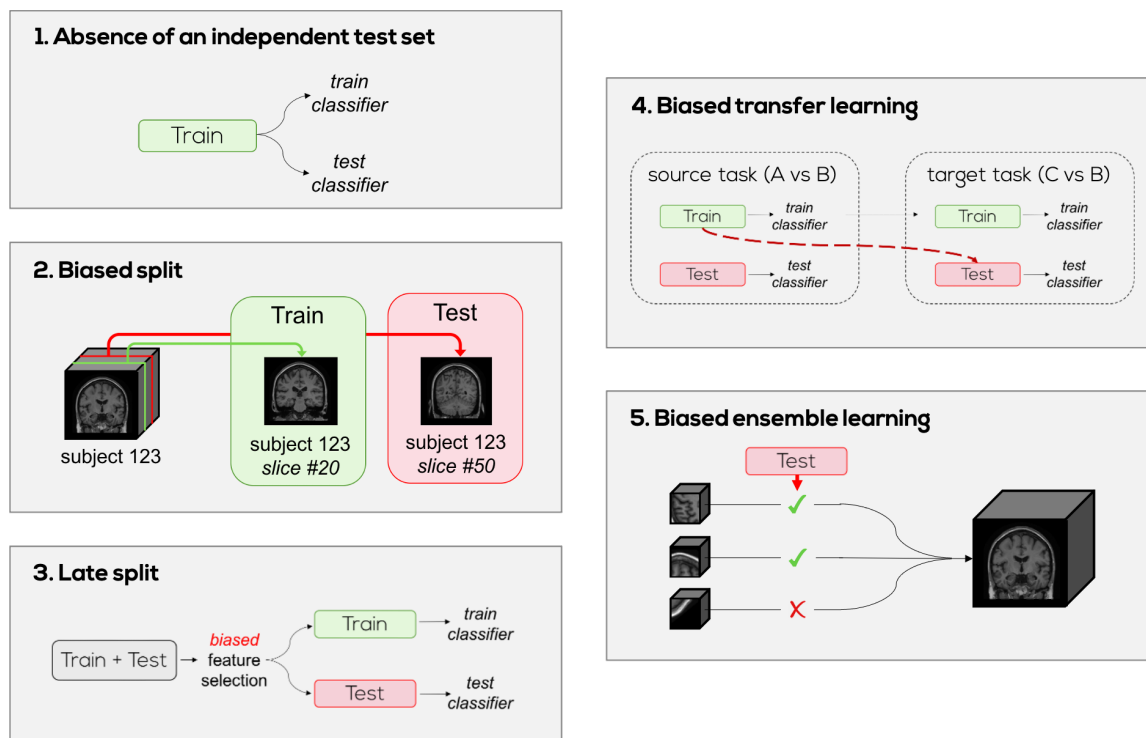 1. Absence of an independent test set
train
classifier
Train
test
classifier
2. Biased split
Train
Test
subject 123
subject 123
slice #20
subject 123
slice #50
3. Late split
Train + Test
biased
feature
selection
Train
train
classifier
Test
test
classifier
4. Biased transfer learning
source task (A vs B)
Train
train
classifier
Test
test
classifier
target task (C vs B)
Train
train
classifier
Test
test
classifier
5. Biased ensemble learning
Test